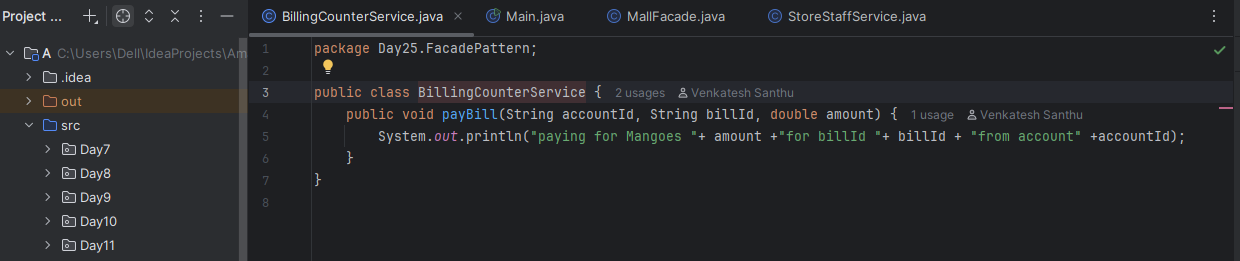 Project ...
BillingCounterService.java
Main.java
MallFacade.java
StoreStaffService.java
A C:\Users\Dell\IdeaProjects\Am
.idea
out
src
Day7
Day8
Day9
Day10
Day11
1 package Day25.FacadePattern;
2
3 public class BillingCounterService { 2 usages Venkatesh Santhu
4 public void payBill(String accountId, String billId, double amount) { 1 usage Venkatesh Santhu
5 System.out.println("paying for Mangoes "+ amount +"for billId "+ billId + "from account" +accountId);
6 }
7 }
8